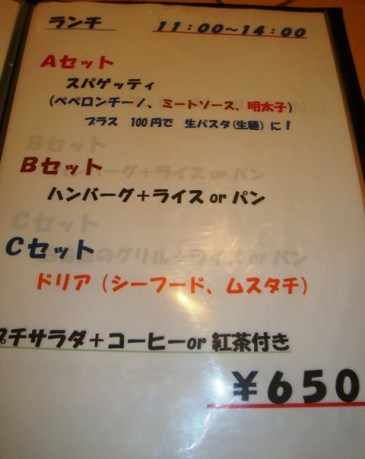 ランチ 11:00~14:00
Aセット
スパゲッティ
(ペペロンチーノ、ミートソース、明太子)
プラス 100円で 生パスタ(生麺)に!
Bセット
ハンバーグ+ライス or パン
Cセット
ドリア(シーフード、ムスタチ)
チサラダ+コーヒーor 紅茶付き
¥650